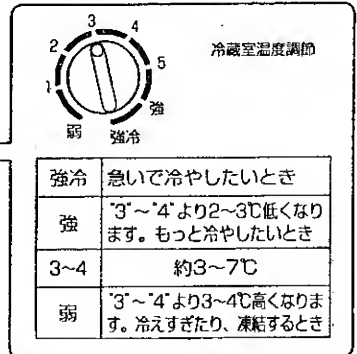 冷蔵室温度調節
3
2 4
1 5
弱 強
強冷
強冷 急いで冷やしたいとき
強 "3"～"4"より2～3℃低くなり
ます。もっと冷やしたいとき
3～4 約3～7℃
弱 "3"～"4"より3～4℃高くなりま
す。冷えすぎたり、凍結するとき